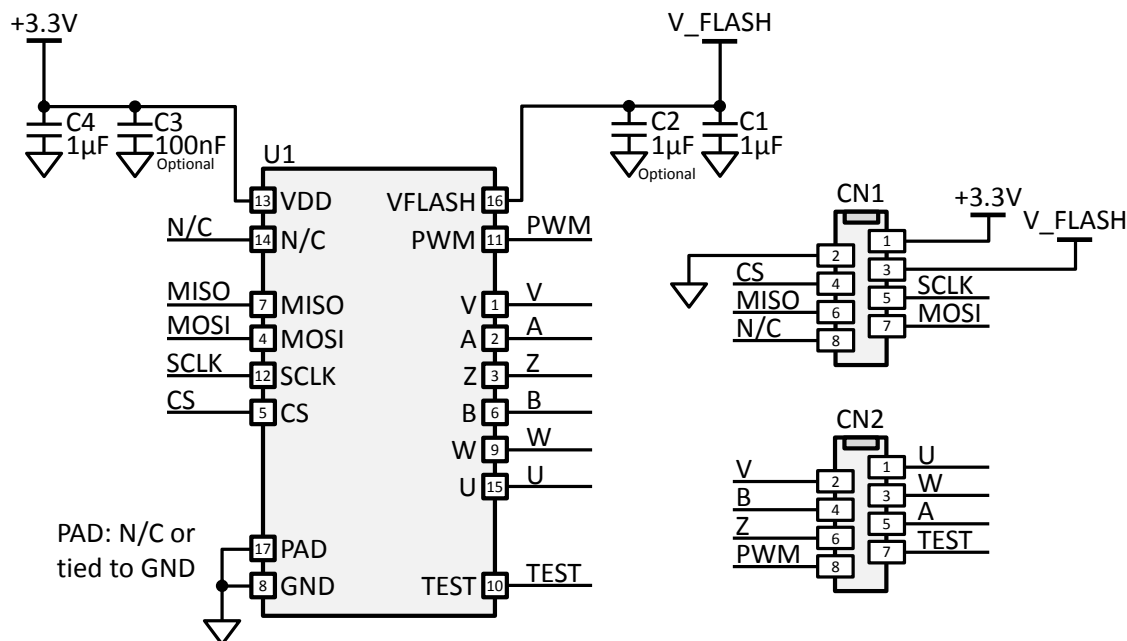 +3.3V
V_FLASH
C4
1µF
C3
100nF
Optional
C2
1µF
Optional
C1
1µF
U1
13 VDD
VFLASH 16
N/C 14 N/C
PWM 11 PWM
MISO 7 MISO
V 1 V
MOSI 4 MOSI
A 2 A
SCLK 12 SCLK
Z 3 Z
CS 5 CS
B 6 B
W 9 W
U 15 U
PAD: N/C or
tied to GND
17 PAD
8 GND
TEST 10 TEST
CN1
+3.3V
V_FLASH
1
2
3
CS 4
5 SCLK
MISO 6
7 MOSI
N/C 8
CN2
1 U
V 2
3 W
B 4
5 A
Z 6
7 TEST
PWM 8